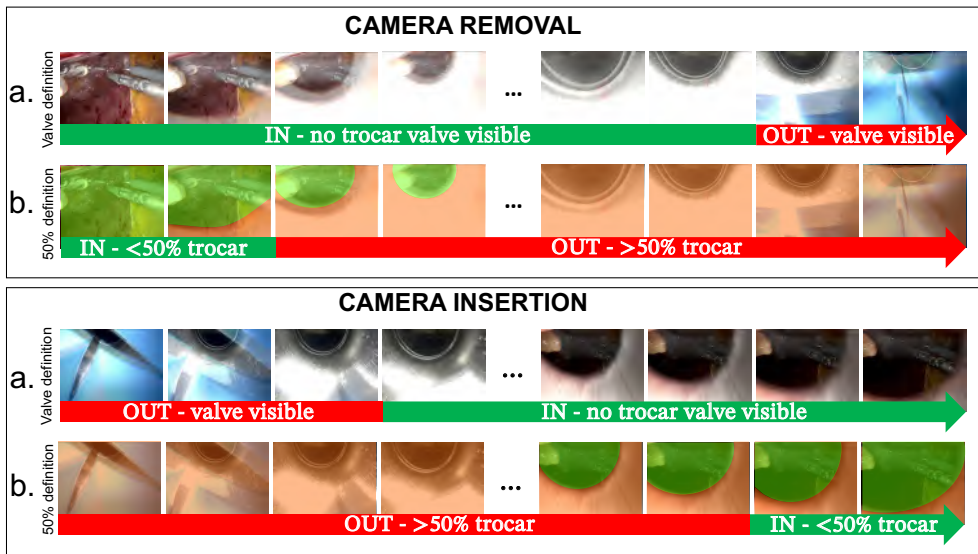 CAMERA REMOVAL
a.
Valve definition
...
IN - no trocar valve visible
OUT - valve visible
b.
50% definition
...
IN - <50% trocar
OUT - >50% trocar
CAMERA INSERTION
a.
Valve definition
...
OUT - valve visible
IN - no trocar valve visible
b.
50% definition
...
OUT - >50% trocar
IN - <50% trocar